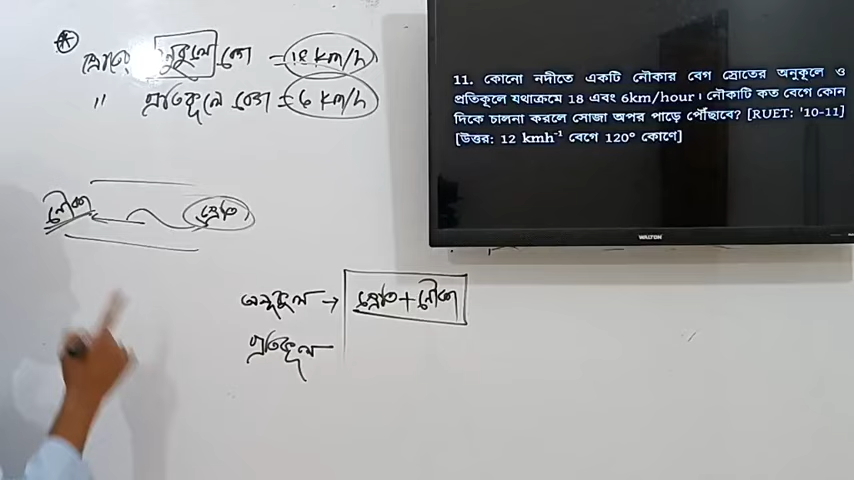 স্রোতের অনুকূলে বেগ = 18 km/h
" প্রতিকূলে বেগ = 6 km/h
নৌকা স্রোত
অনুকূল → স্রোত + নৌকা
প্রতিকূল
11. কোনো নদীতে একটি নৌকার বেগ স্রোতের অনুকূলে ও
প্রতিকূলে যথাক্রমে 18 এবং 6km/hour। নৌকাটি কত বেগে কোন
দিকে চালনা করলে সোজা অপর পাড়ে পৌঁছাবে? [RUET: '10-11]
[উত্তর: 12 kmh⁻¹ বেগে 120° কোণে]
WALTON